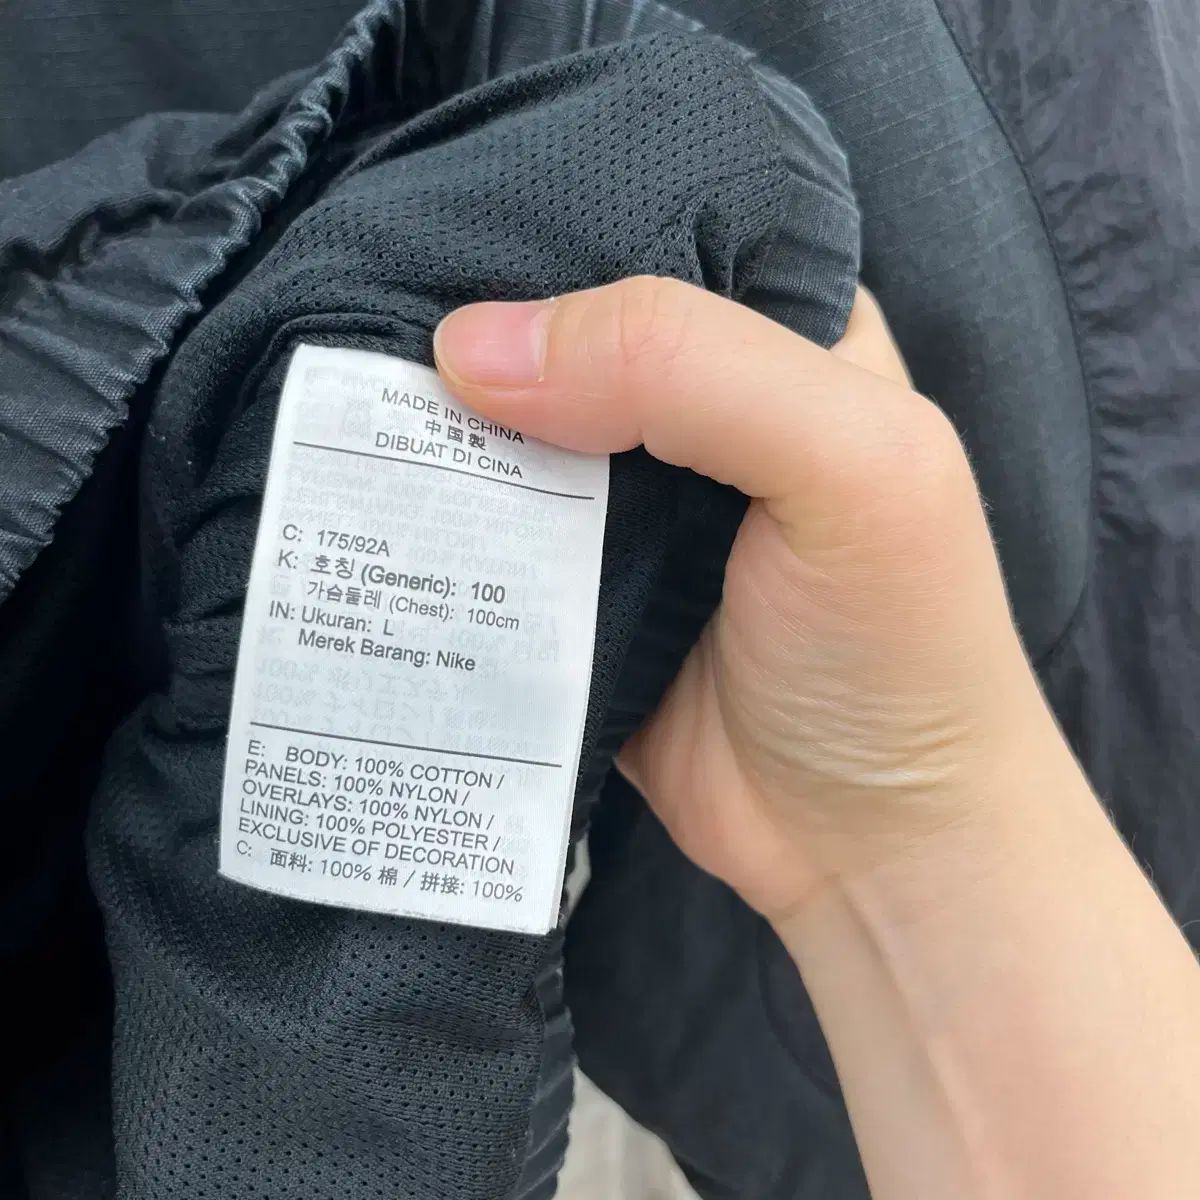 MADE IN CHINA
中国製
DIBUAT DI CINA
C: 175/92A
K: 호칭 (Generic): 100
가슴둘레 (Chest): 100cm
IN: Ukuran: L
Merek Barang: Nike
E: BODY: 100% COTTON /
PANELS: 100% NYLON /
OVERLAYS: 100% NYLON /
LINING: 100% POLYESTER /
EXCLUSIVE OF DECORATION
C: 面料: 100% 棉 / 拼接: 100%